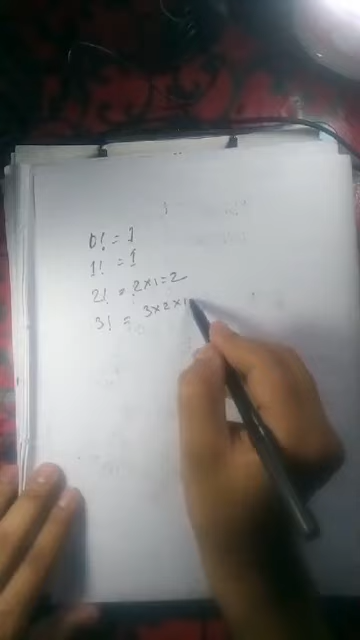 0! = 1
1! = 1
2! = 2×1=2
3! = 3×2×1